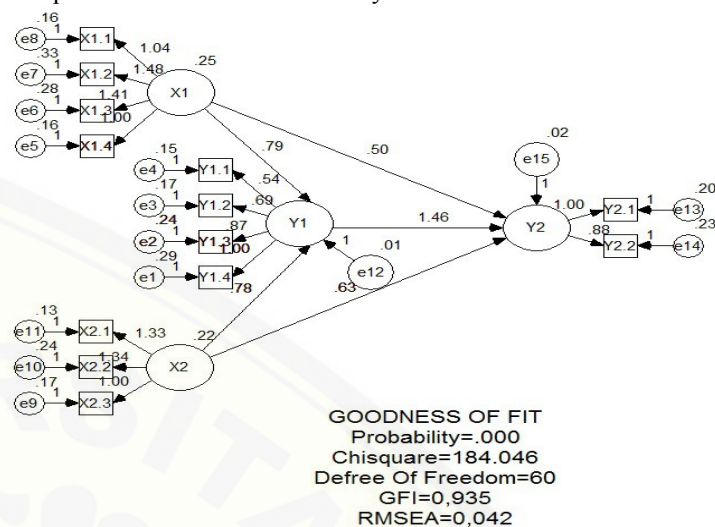 .16
e8 1 X1.1
1.04
.33
.25
e7 1 X1.2
1.48
X1
.28
e6 1 X1.3
1.41
.16
1.00
e5 1 X1.4
.79
.50
.02
.15
e4 1 Y1.1
.54
e15
1
.17
e3 1 Y1.2
.69
Y1
1.46
Y2
1.00
Y2.1 1 e13
.20
.24
e2 1 Y1.3
.87
1.00
.88
Y2.2 1 e14
.23
.29
e1 1 Y1.4
1
.01
e12
.78
.63
.13
e11 1 X2.1
1.33
.22
.24
e10 1 X2.2
1.34
X2
.17
1.00
e9 1 X2.3
GOODNESS OF FIT
Probability=.000
Chisquare=184.046
Defree Of Freedom=60
GFI=0,935
RMSEA=0,042